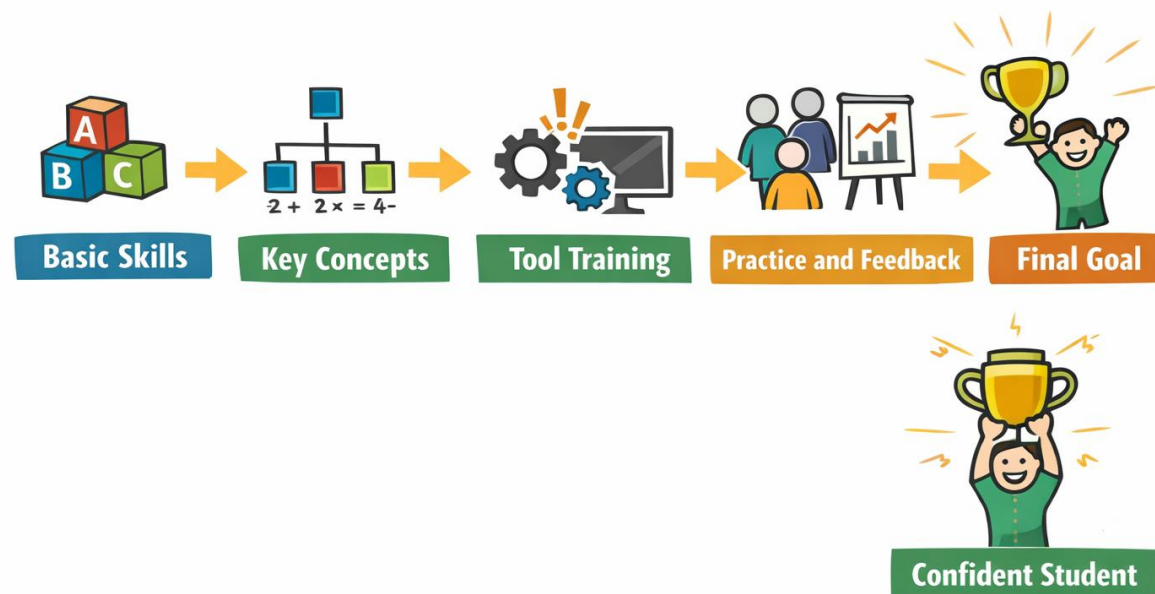 A
B C
2 + 2 × = 4-
Basic Skills
Key Concepts
Tool Training
Practice and Feedback
Final Goal
Confident Student